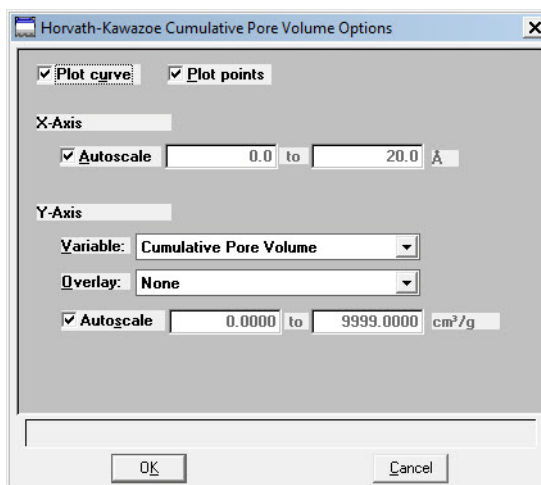 Horvath-Kawazoe Cumulative Pore Volume Options
Plot curve Plot points
X-Axis
Autoscale 0.0 to 20.0 Å
Y-Axis
Variable: Cumulative Pore Volume
Overlay: None
Autoscale 0.0000 to 9999.0000 cm³/g
OK Cancel